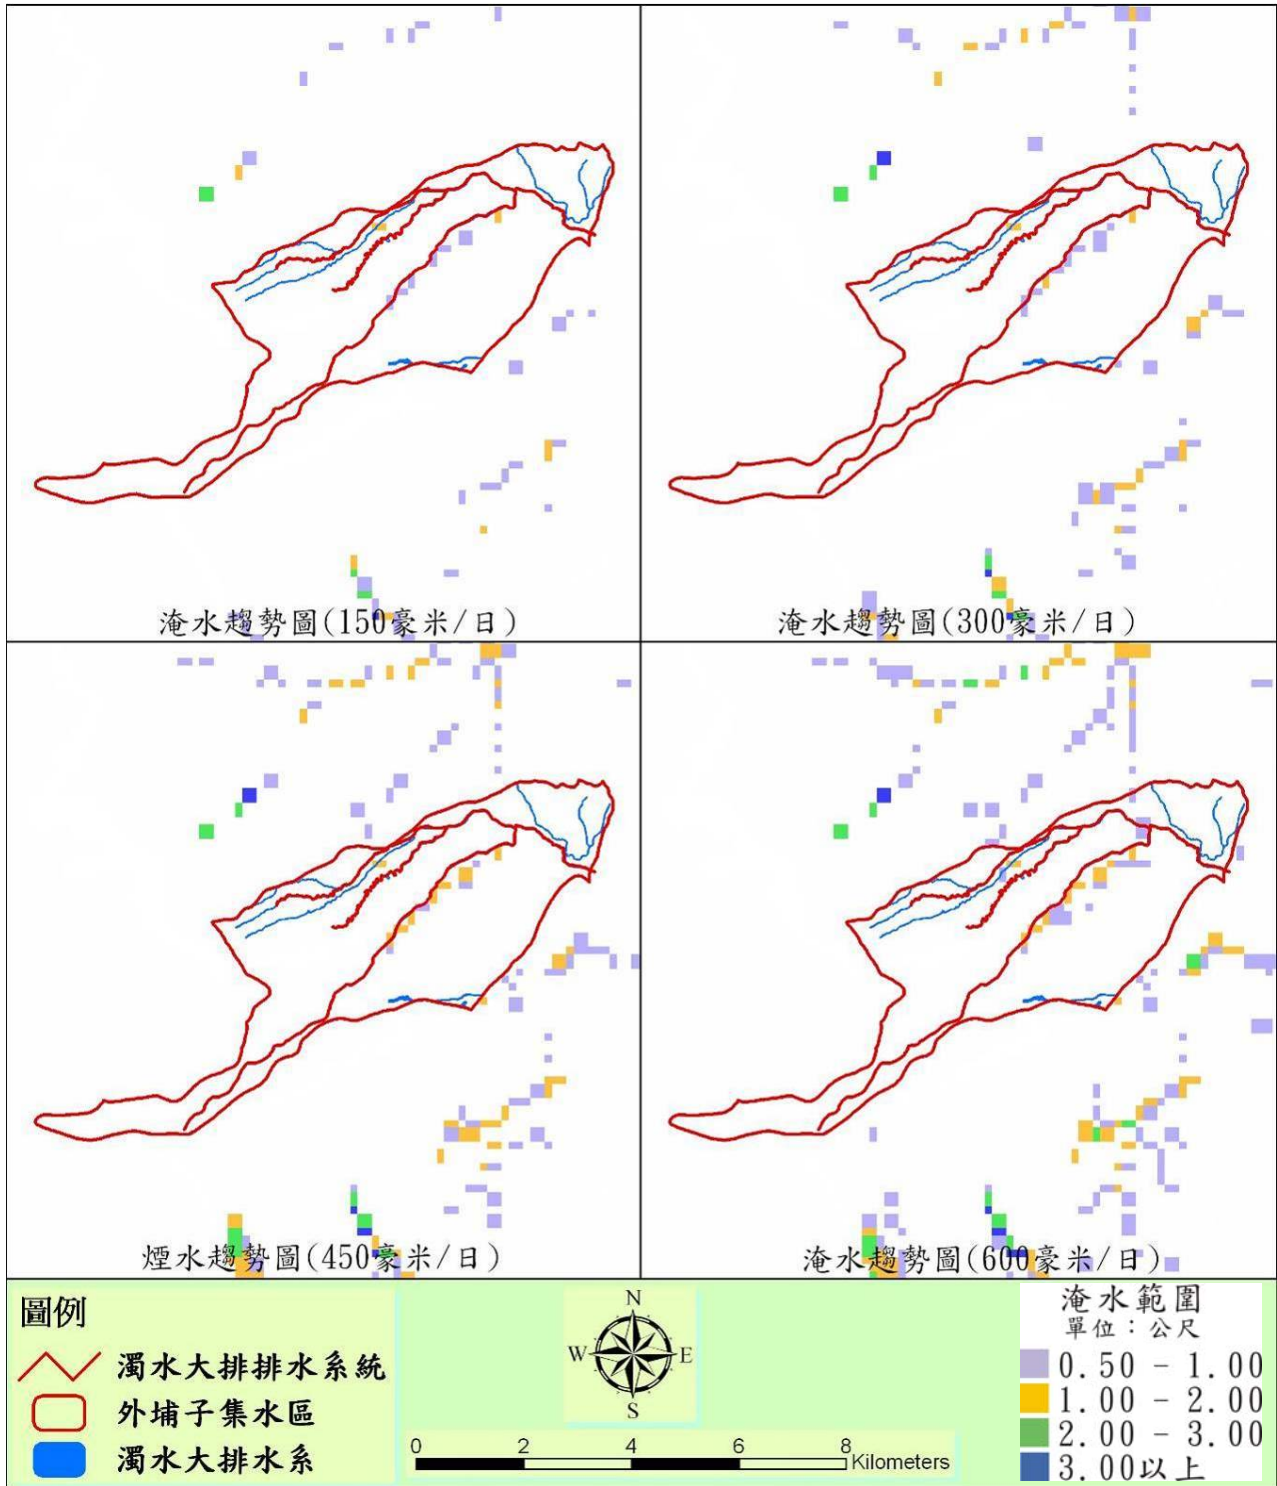 淹水趨勢圖(150豪米/日)
淹水趨勢圖(300豪米/日)
煙水趨勢圖(450豪米/日)
淹水趨勢圖(600豪米/日)
圖例
濁水大排排水系統
外埔子集水區
濁水大排水系
N
W
E
S
0 2 4 6 8
Kilometers
淹水範圍
單位：公尺
0.50 - 1.00
1.00 - 2.00
2.00 - 3.00
3.00以上